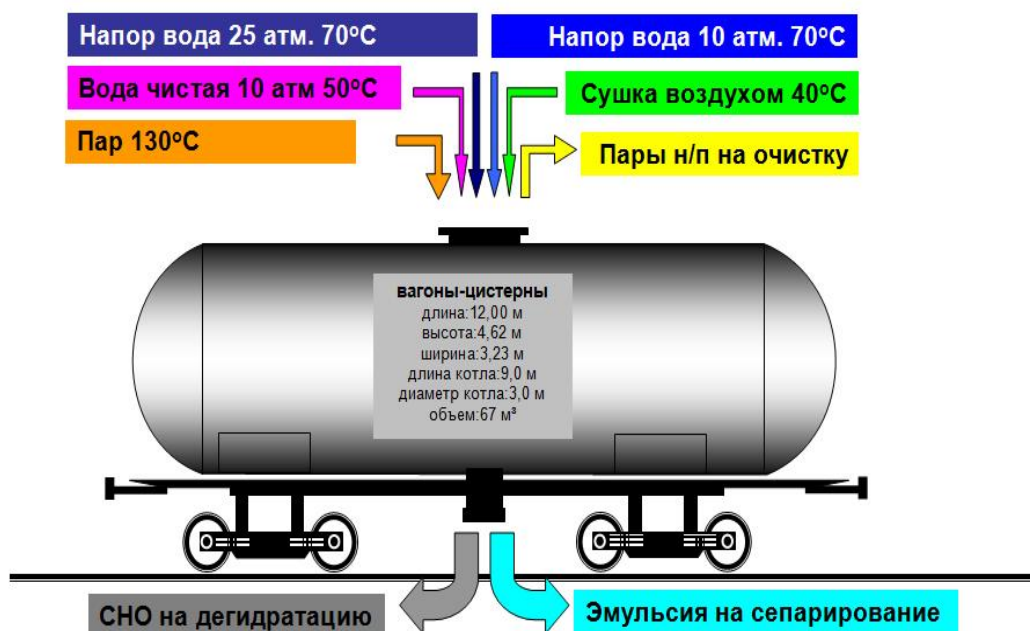 Напор вода 25 атм. 70°С
Напор вода 10 атм. 70°С
Вода чистая 10 атм 50°С
Сушка воздухом 40°С
Пар 130°С
Пары н/п на очистку
вагоны-цистерны
длина:12,00 м
высота:4,62 м
ширина:3,23 м
длина котла:9,0 м
диаметр котла:3,0 м
объем:67 м³
СНО на дегидратацию
Эмульсия на сепарирование